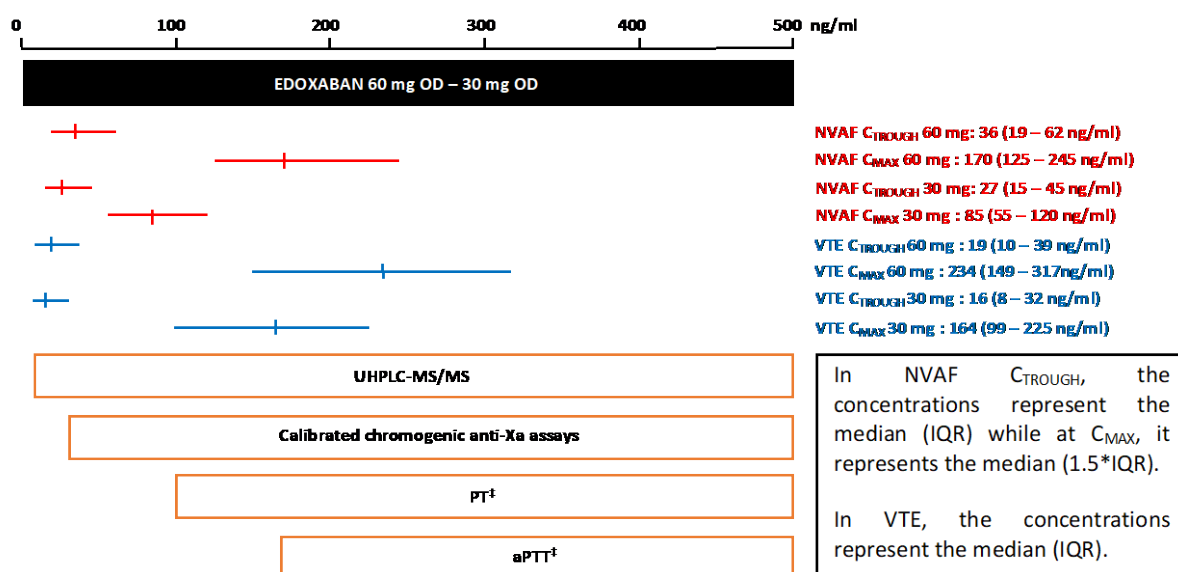 0 100 200 300 400 500 ng/ml
EDOXABAN 60 mg OD – 30 mg OD
NVAF CTROUGH 60 mg: 36 (19 – 62 ng/ml)
NVAF CMAX 60 mg : 170 (125 – 245 ng/ml)
NVAF CTROUGH 30 mg: 27 (15 – 45 ng/ml)
NVAF CMAX 30 mg : 85 (55 – 120 ng/ml)
VTE CTROUGH 60 mg : 19 (10 – 39 ng/ml)
VTE CMAX 60 mg : 234 (149 – 317ng/ml)
VTE CTROUGH 30 mg : 16 (8 – 32 ng/ml)
VTE CMAX 30 mg : 164 (99 – 225 ng/ml)
UHPLC-MS/MS
Calibrated chromogenic anti-Xa assays
PT‡
aPTT‡
In NVAF CTROUGH, the
concentrations represent the
median (IQR) while at CMAX, it
represents the median (1.5*IQR).
In VTE, the concentrations
represent the median (IQR).